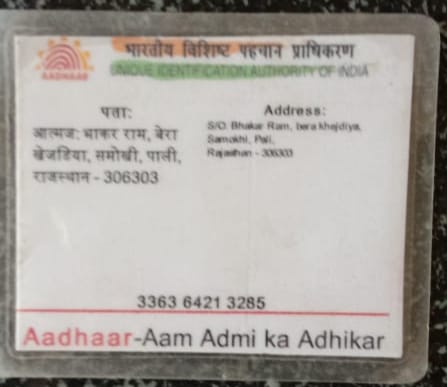 भारतीय विशिष्ट पहचान प्राधिकरण
AADHAAR
UNIQUE IDENTIFICATION AUTHORITY OF INDIA
पता:
आत्मज: भाकर राम, बेरा
खेजडिया, समोखी, पाली,
राजस्थान - 306303
Address:
S/O. Bhakar Ram, bera khejdiya,
Samokhi, Pali,
Rajasthan - 306303
3363 6421 3285
Aadhaar-Aam Admi ka Adhikar